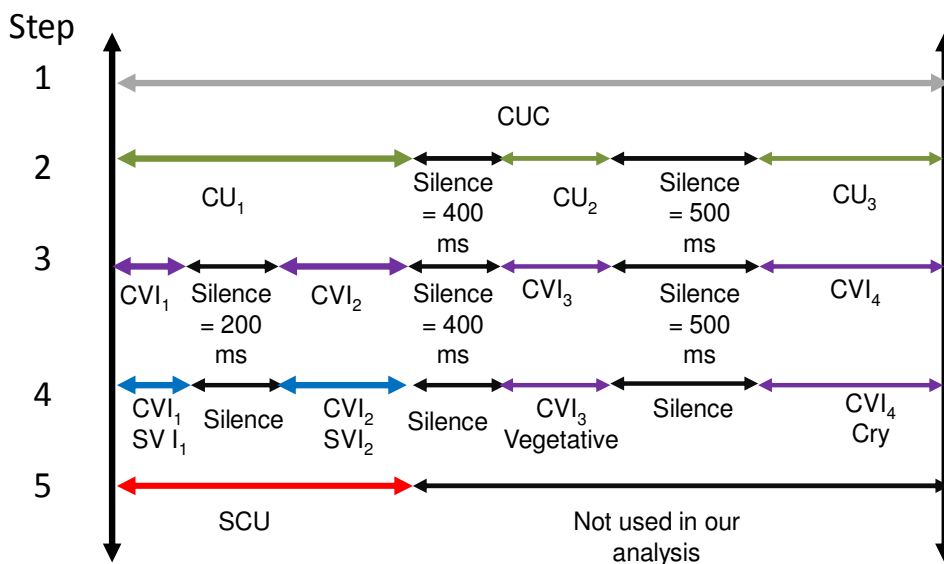 Step
1
CUC
2
CU1
Silence
= 400
ms
CU2
Silence
= 500
ms
CU3
3
CVI1
Silence
= 200
ms
CVI2
Silence
= 400
ms
CVI3
Silence
= 500
ms
CVI4
4
CVI1
SV I1
Silence
CVI2
SVI2
Silence
CVI3
Vegetative
Silence
CVI4
Cry
5
SCU
Not used in our
analysis